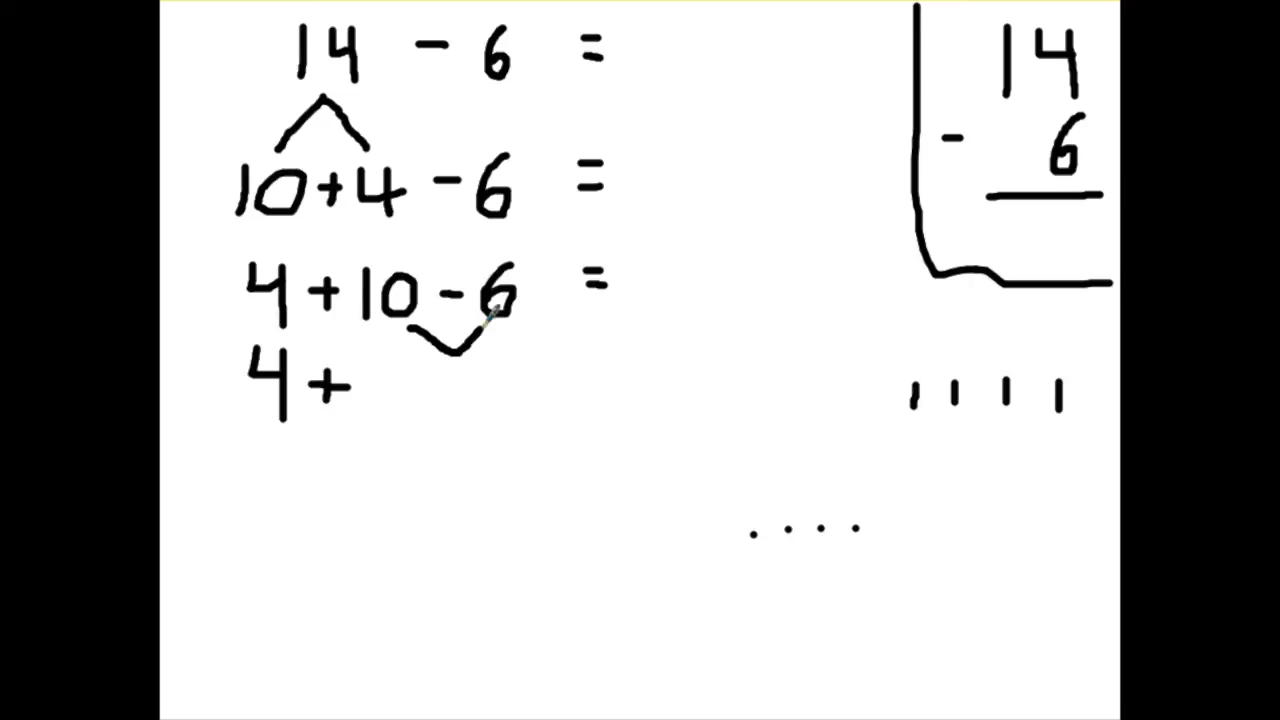 14 - 6 =
10 + 4 - 6 =
4 + 10 - 6 =
4 +
14
- 6